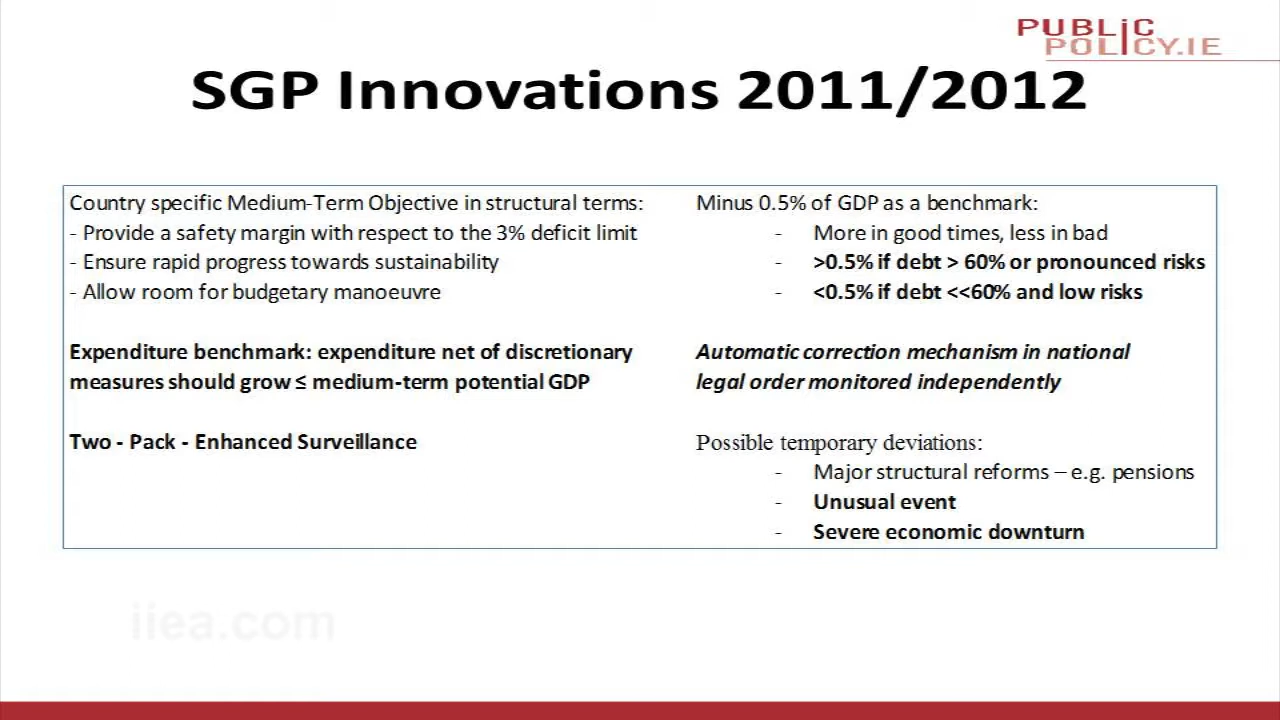 PUBLIC
POLICY.IE
SGP Innovations 2011/2012
Country specific Medium-Term Objective in structural terms:
- Provide a safety margin with respect to the 3% deficit limit
- Ensure rapid progress towards sustainability
- Allow room for budgetary manoeuvre
Expenditure benchmark: expenditure net of discretionary
measures should grow ≤ medium-term potential GDP
Two - Pack - Enhanced Surveillance
Minus 0.5% of GDP as a benchmark:
- More in good times, less in bad
- >0.5% if debt > 60% or pronounced risks
- <0.5% if debt <<60% and low risks
Automatic correction mechanism in national
legal order monitored independently
Possible temporary deviations:
- Major structural reforms – e.g. pensions
- Unusual event
- Severe economic downturn
iiea.com